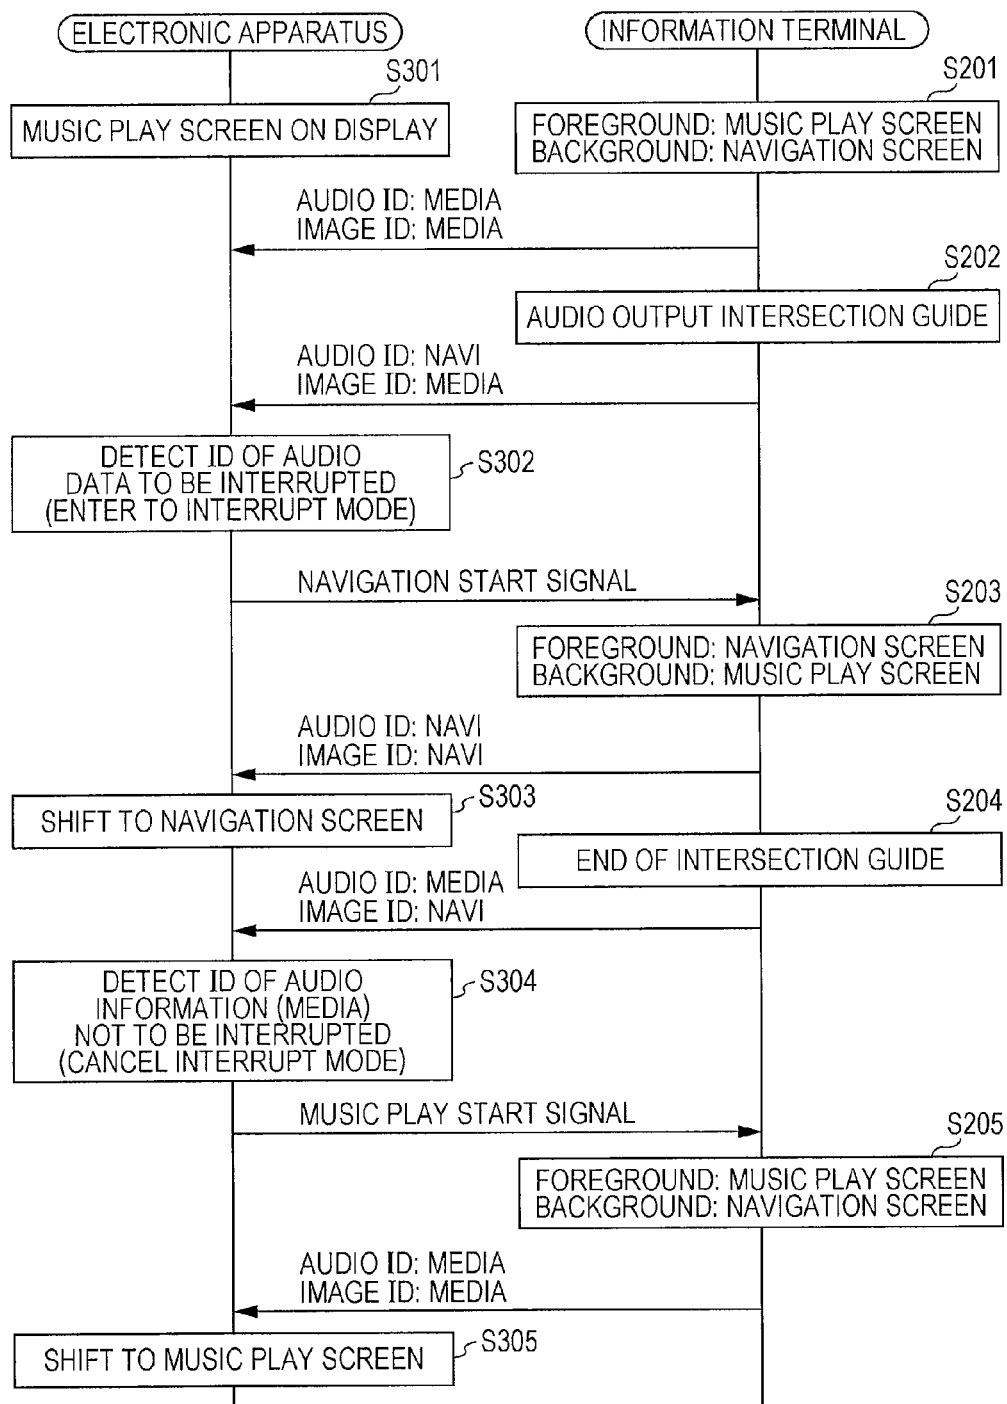 ELECTRONIC APPARATUS
INFORMATION TERMINAL
S301
S201
MUSIC PLAY SCREEN ON DISPLAY
FOREGROUND: MUSIC PLAY SCREEN
BACKGROUND: NAVIGATION SCREEN
AUDIO ID: MEDIA
IMAGE ID: MEDIA
S202
AUDIO OUTPUT INTERSECTION GUIDE
AUDIO ID: NAVI
IMAGE ID: MEDIA
DETECT ID OF AUDIO
DATA TO BE INTERRUPTED
(ENTER TO INTERRUPT MODE)
S302
NAVIGATION START SIGNAL
S203
FOREGROUND: NAVIGATION SCREEN
BACKGROUND: MUSIC PLAY SCREEN
AUDIO ID: NAVI
IMAGE ID: NAVI
S303
SHIFT TO NAVIGATION SCREEN
S204
END OF INTERSECTION GUIDE
AUDIO ID: MEDIA
IMAGE ID: NAVI
DETECT ID OF AUDIO
INFORMATION (MEDIA)
NOT TO BE INTERRUPTED
(CANCEL INTERRUPT MODE)
S304
MUSIC PLAY START SIGNAL
S205
FOREGROUND: MUSIC PLAY SCREEN
BACKGROUND: NAVIGATION SCREEN
AUDIO ID: MEDIA
IMAGE ID: MEDIA
SHIFT TO MUSIC PLAY SCREEN
S305